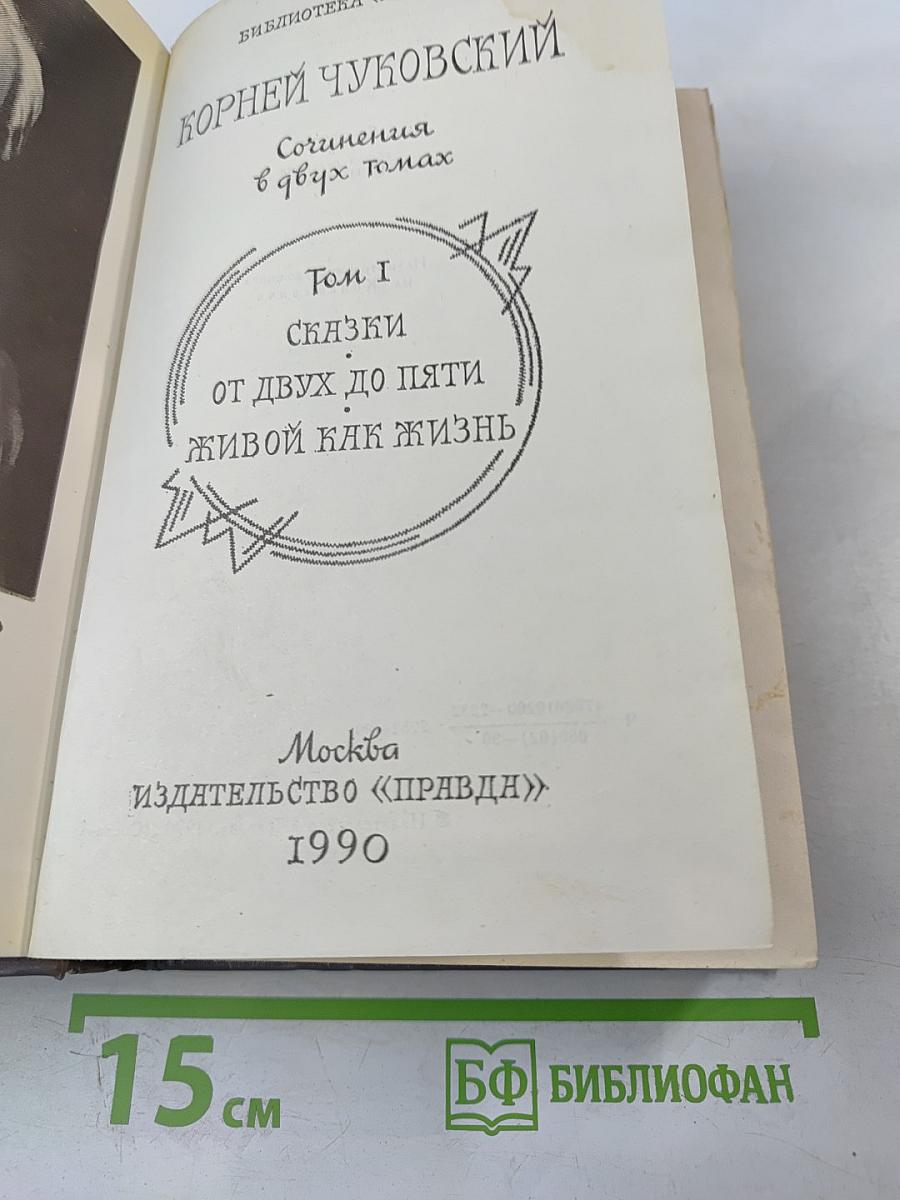 БИБЛИОТЕКА
КОРНЕЙ ЧУКОВСКИЙ
Сочинения
в двух томах
Том I
СКАЗКИ
•
ОТ ДВУХ ДО ПЯТИ
•
ЖИВОЙ КАК ЖИЗНЬ
Москва
ИЗДАТЕЛЬСТВО «ПРАВДА»
1990
15 см
БФ БИБЛИОФАН